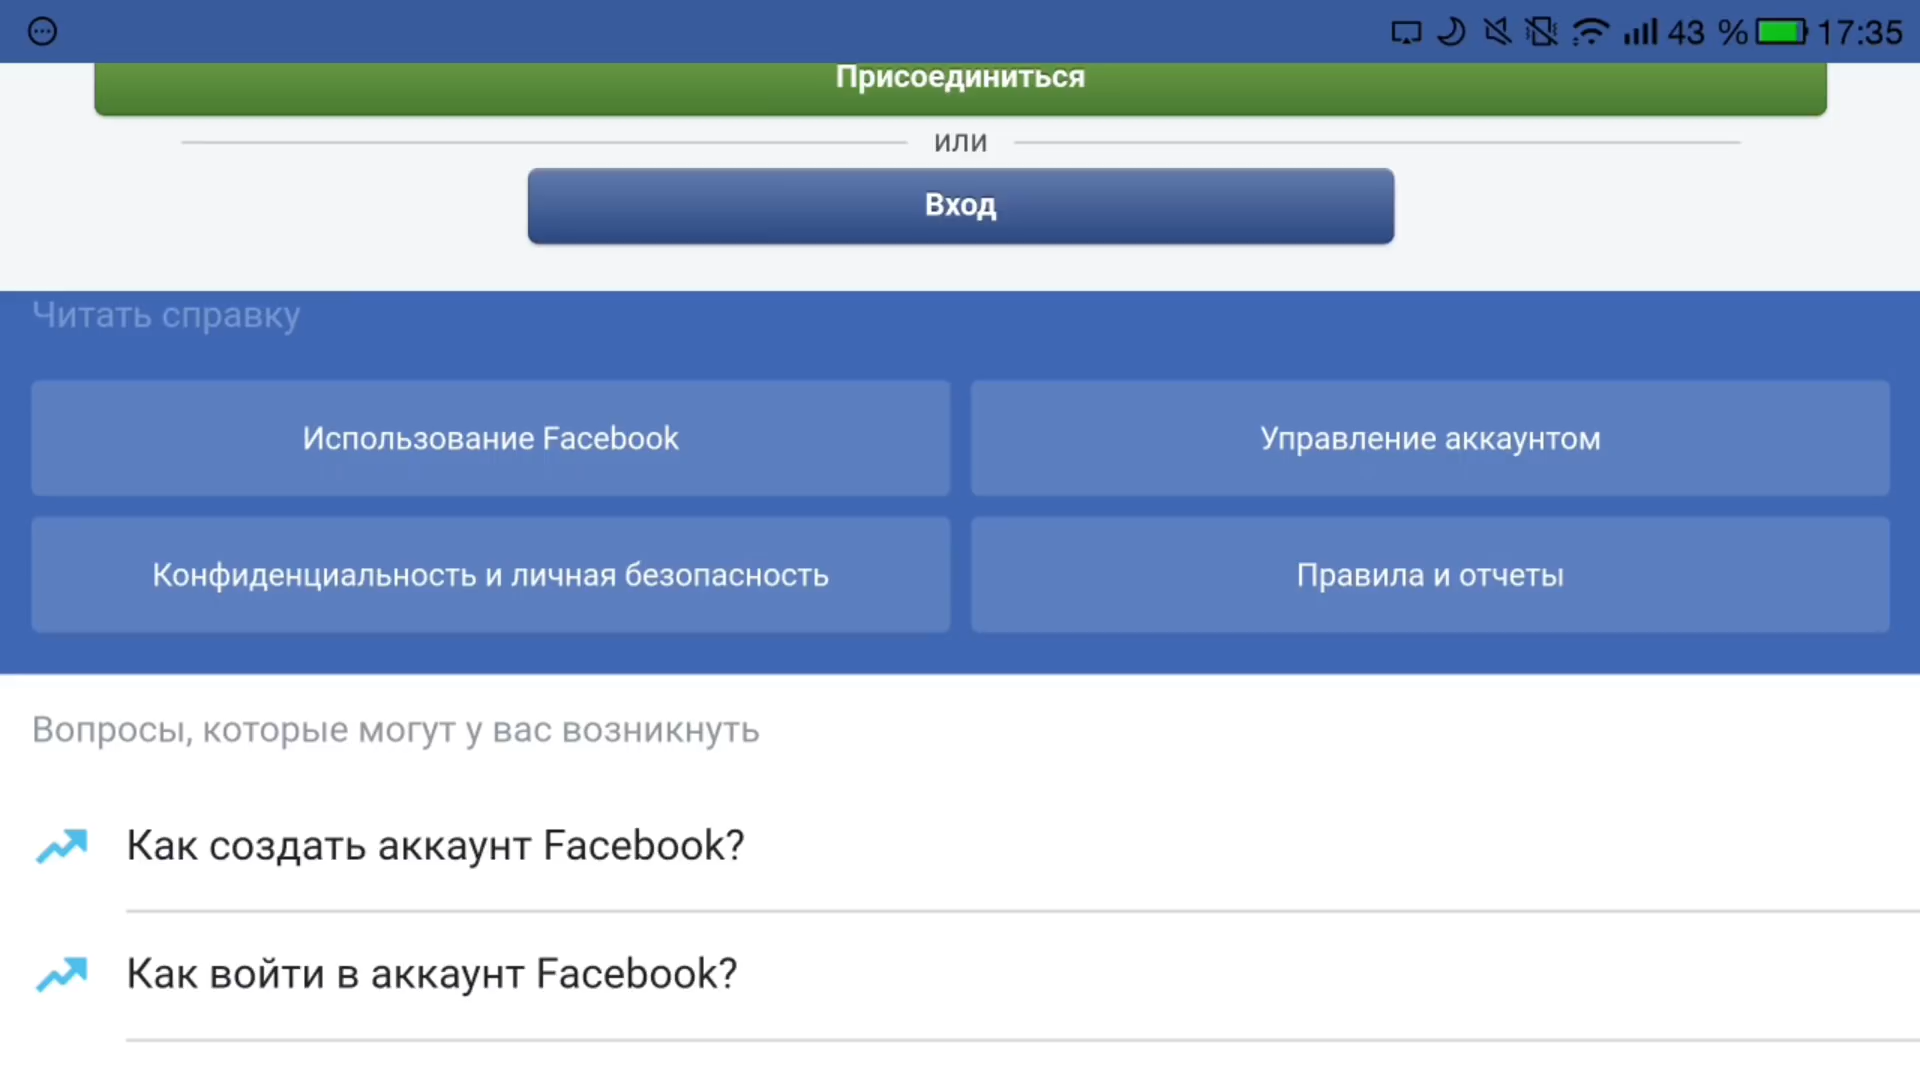 43 % 17:35
Присоединиться
или
Вход
Читать справку
Использование Facebook
Управление аккаунтом
Конфиденциальность и личная безопасность
Правила и отчеты
Вопросы, которые могут у вас возникнуть
Как создать аккаунт Facebook?
Как войти в аккаунт Facebook?